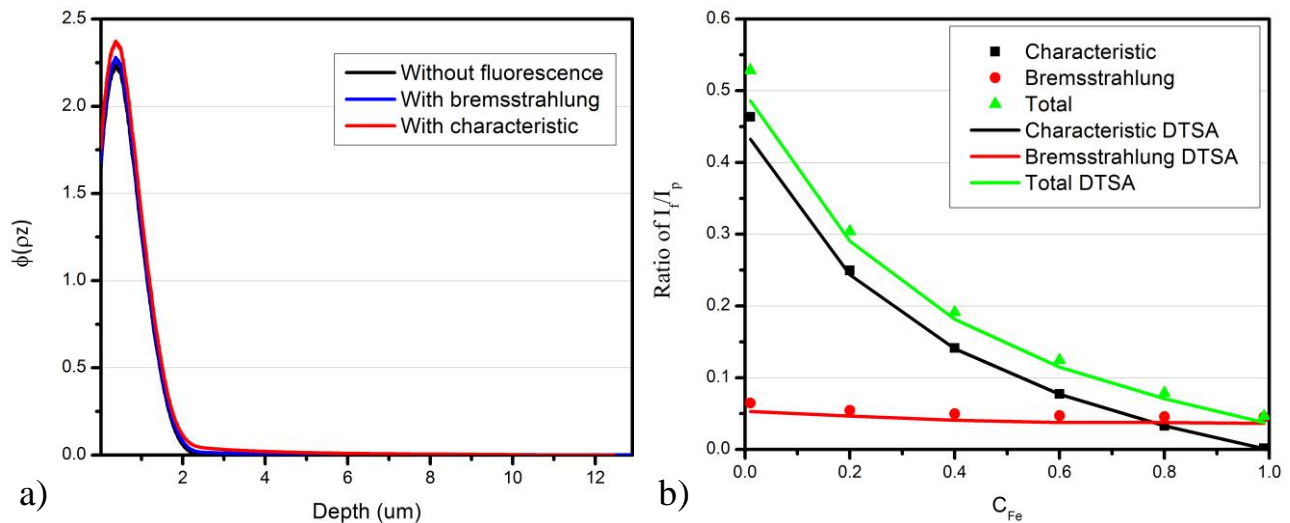 2.5
2.0
1.5
1.0
0.5
0.0
ϕ(ρz)
0
2
4
6
8
10
12
Depth (um)
Without fluorescence
With bremsstrahlung
With characteristic
a)
0.6
0.5
0.4
0.3
0.2
0.1
0.0
Ratio of I_f/I_p
0.0
0.2
0.4
0.6
0.8
1.0
C_Fe
Characteristic
Bremsstrahlung
Total
Characteristic DTSA
Bremsstrahlung DTSA
Total DTSA
b)